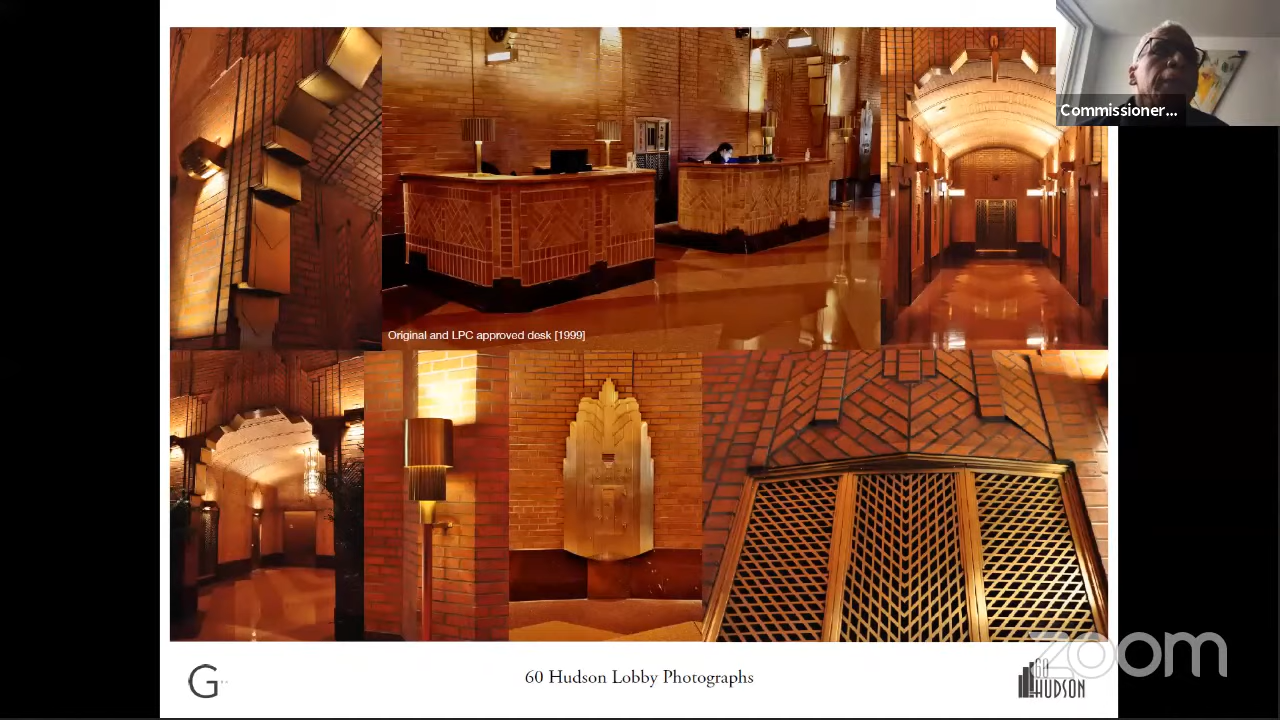 Commissioner...
Original and LPC approved desk [1999]
G
60 Hudson Lobby Photographs
60
HUDSON
zoom